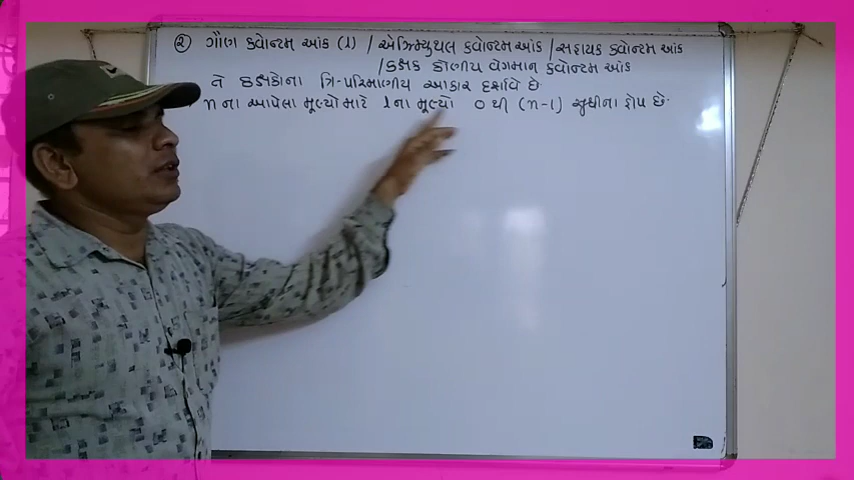 ② ગૌણ ક્વોન્ટમ આંક (l) / એઝિમ્યુથલ ક્વોન્ટમ આંક / સહાયક ક્વોન્ટમ આંક
/ કક્ષક કોણીય વેગમાન ક્વોન્ટમ આંક
તે કક્ષકોના ત્રિ-પરિમાણીય આકાર દર્શાવે છે.
n ના આપેલા મૂલ્યો માટે l ના મૂલ્યો 0 થી (n-1) સુધીના હોય છે.